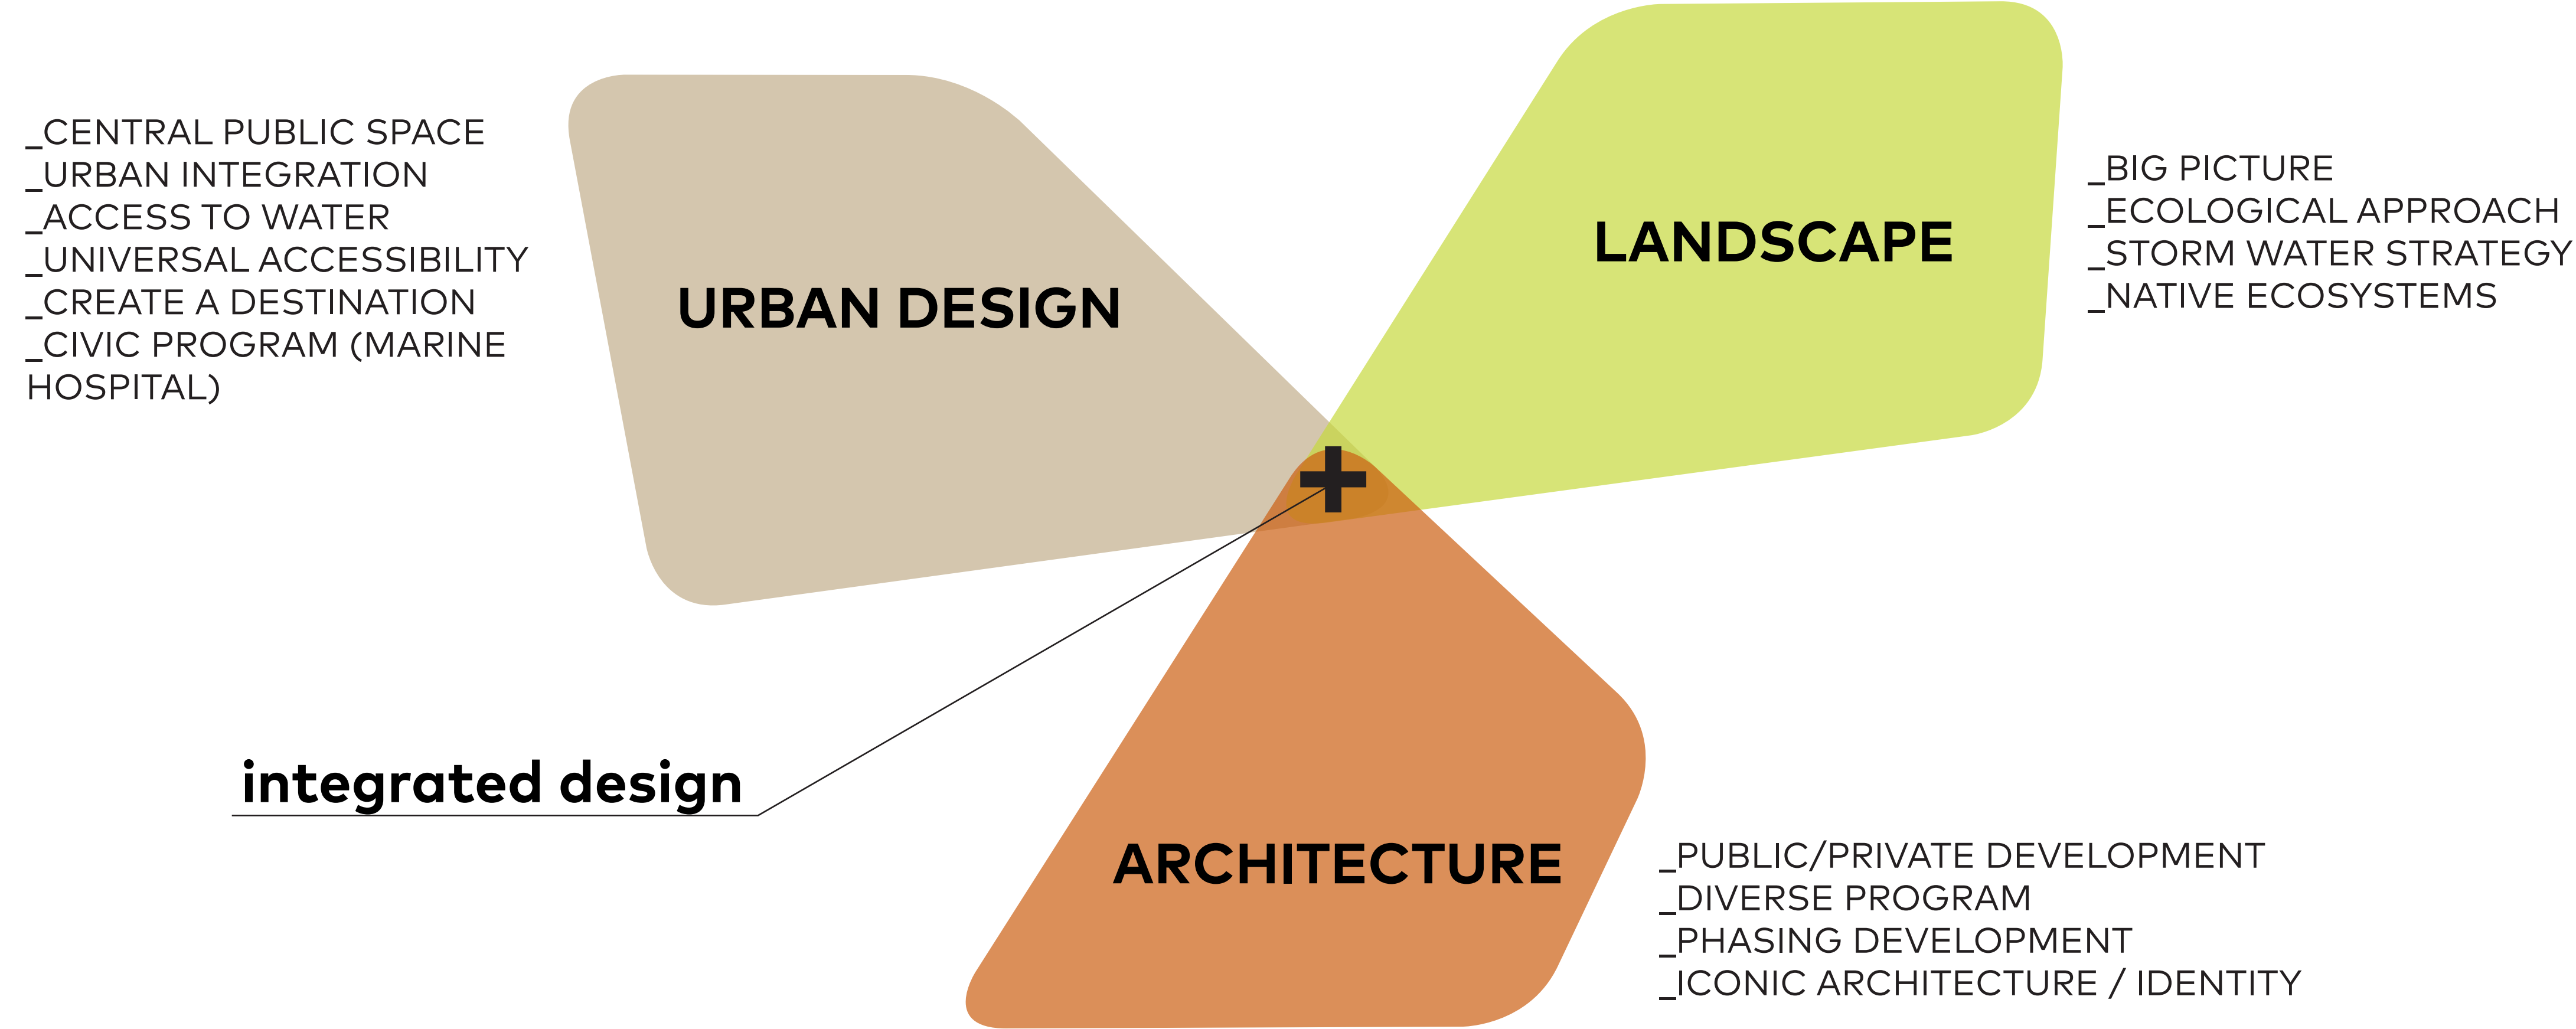 _CENTRAL PUBLIC SPACE
_URBAN INTEGRATION
_ACCESS TO WATER
_UNIVERSAL ACCESSIBILITY
_CREATE A DESTINATION
_CIVIC PROGRAM (MARINE
HOSPITAL)
URBAN DESIGN
LANDSCAPE
_BIG PICTURE
_ECOLOGICAL APPROACH
_STORM WATER STRATEGY
_NATIVE ECOSYSTEMS
+
integrated design
ARCHITECTURE
_PUBLIC/PRIVATE DEVELOPMENT
_DIVERSE PROGRAM
_PHASING DEVELOPMENT
_ICONIC ARCHITECTURE / IDENTITY